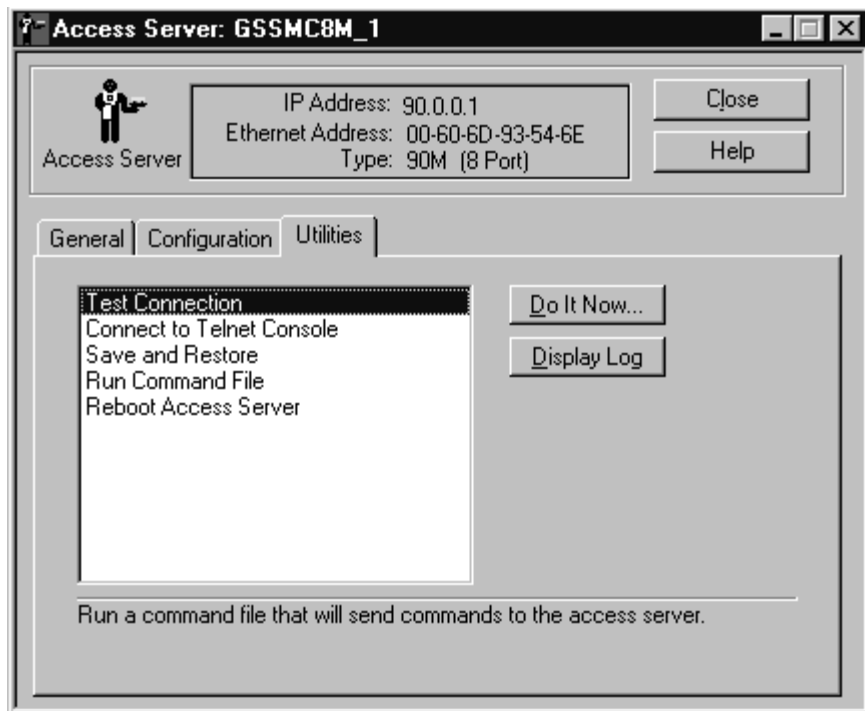 Access Server: GSSMC8M_1
Access Server
IP Address: 90.0.0.1
Ethernet Address: 00-60-6D-93-54-6E
Type: 90M (8 Port)
Close
Help
General
Configuration
Utilities
Test Connection
Connect to Telnet Console
Save and Restore
Run Command File
Reboot Access Server
Do It Now...
Display Log
Run a command file that will send commands to the access server.